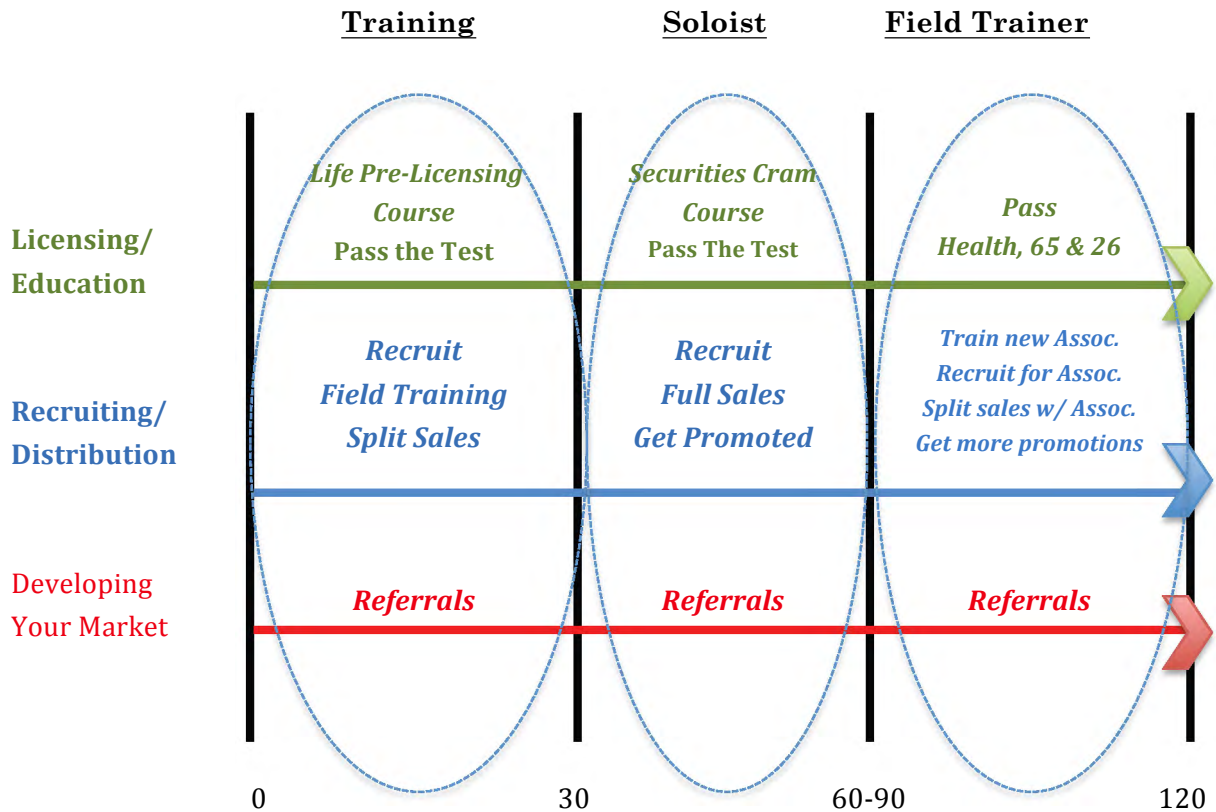 Training
Soloist
Field Trainer
Licensing/
Education
Life Pre-Licensing
Course
Pass the Test
Securities Cram
Course
Pass The Test
Pass
Health, 65 & 26
Recruiting/
Distribution
Recruit
Field Training
Split Sales
Recruit
Full Sales
Get Promoted
Train new Assoc.
Recruit for Assoc.
Split sales w/ Assoc.
Get more promotions
Developing
Your Market
Referrals
Referrals
Referrals
0
30
60-90
120